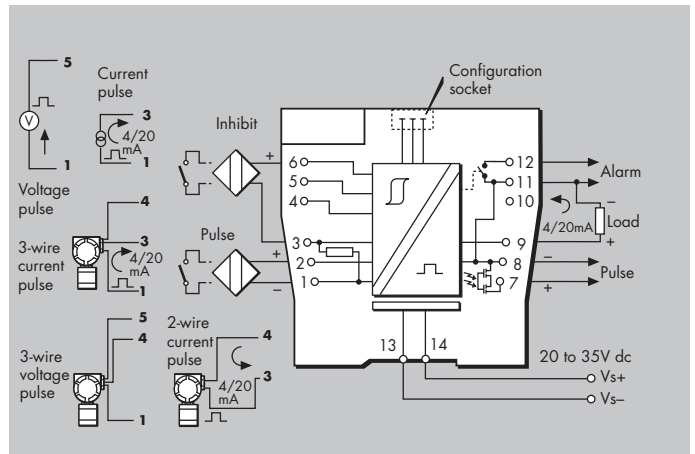 5
V
1
Voltage
pulse
Current
pulse
3
4/20
mA
1
4
3-wire
current
pulse
3
4/20
mA
1
5
4
3-wire
voltage
pulse
1
2-wire
current
pulse
4
4/20
mA
3
Inhibit
+
Pulse
+
−
Configuration
socket
6
5
4
3
2
1
12
11
10
9
8
7
Alarm
−
4/20mA
Load
+
−
Pulse
+
13
14
20 to 35V dc
Vs+
Vs−